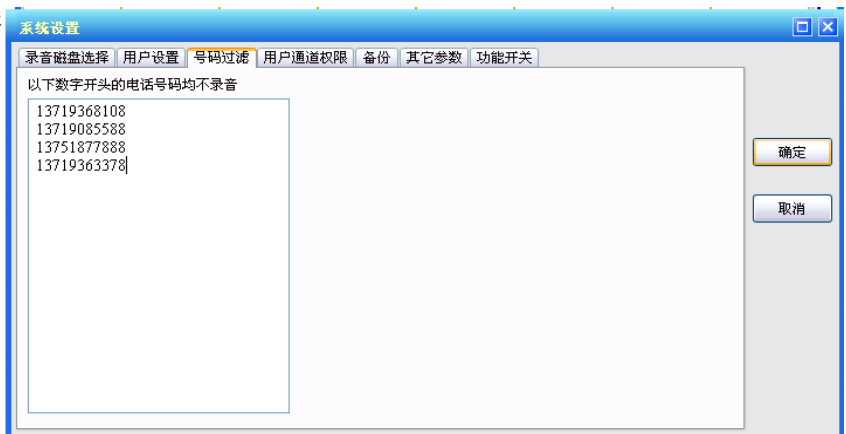 系统设置
录音磁盘选择 用户设置 号码过滤 用户通道权限 备份 其它参数 功能开关
以下数字开头的电话号码均不录音
13719368108
13719085588
13751877888
13719363378
确定
取消